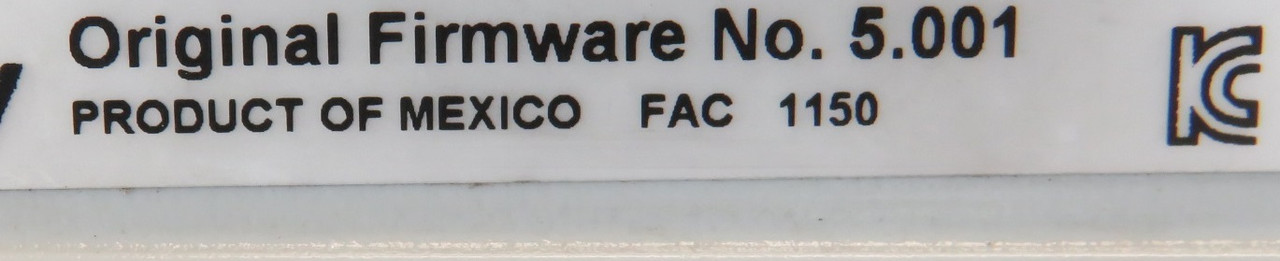 Original Firmware No. 5.001
PRODUCT OF MEXICO FAC 1150